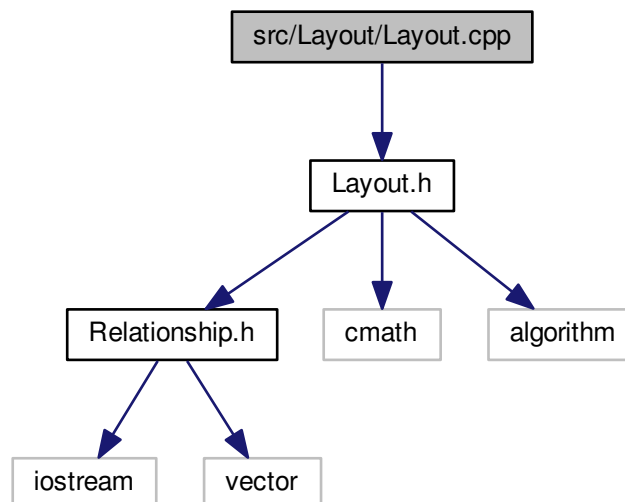 src/Layout/Layout.cpp
Layout.h
Relationship.h
cmath
algorithm
iostream
vector